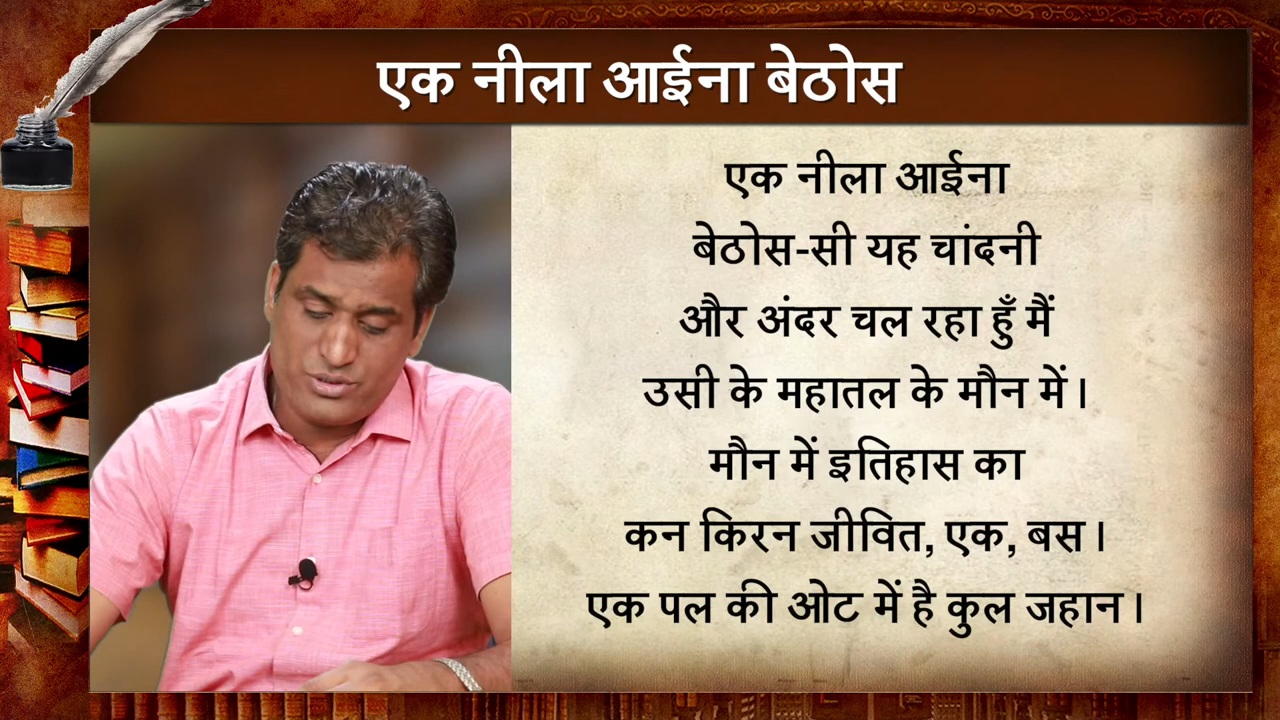 एक नीला आईना बेठोस
एक नीला आईना
बेठोस-सी यह चांदनी
और अंदर चल रहा हुँ मैं
उसी के महातल के मौन में ।
मौन में इतिहास का
कन किरन जीवित, एक, बस ।
एक पल की ओट में है कुल जहान ।